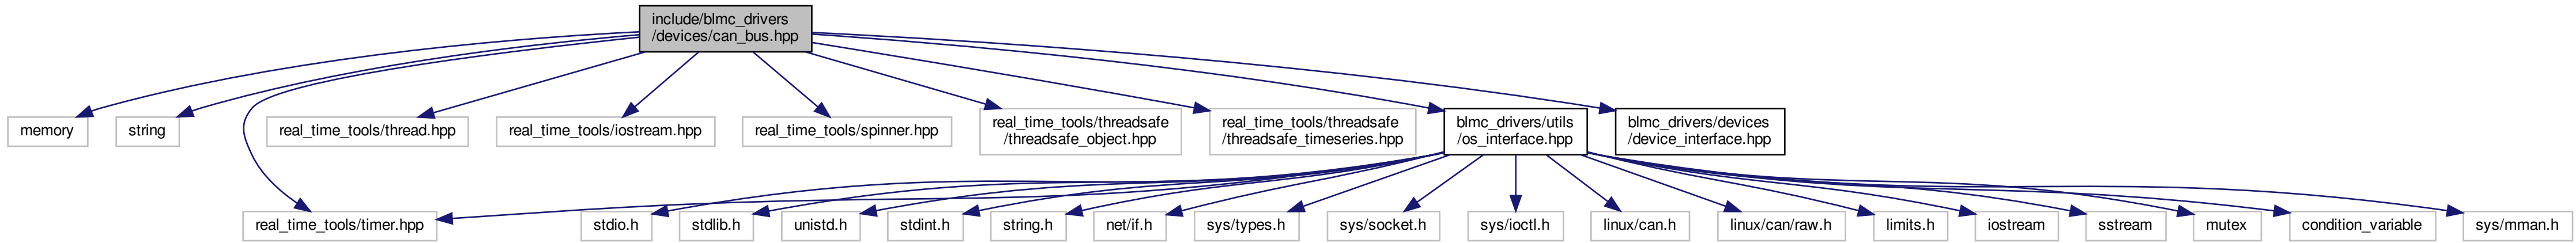 include/blmc_drivers
/devices/can_bus.hpp
memory
string
real_time_tools/thread.hpp
real_time_tools/iostream.hpp
real_time_tools/spinner.hpp
real_time_tools/threadsafe
/threadsafe_object.hpp
real_time_tools/threadsafe
/threadsafe_timeseries.hpp
blmc_drivers/utils
/os_interface.hpp
blmc_drivers/devices
/device_interface.hpp
real_time_tools/timer.hpp
stdio.h
stdlib.h
unistd.h
stdint.h
string.h
net/if.h
sys/types.h
sys/socket.h
sys/ioctl.h
linux/can.h
linux/can/raw.h
limits.h
iostream
sstream
mutex
condition_variable
sys/mman.h